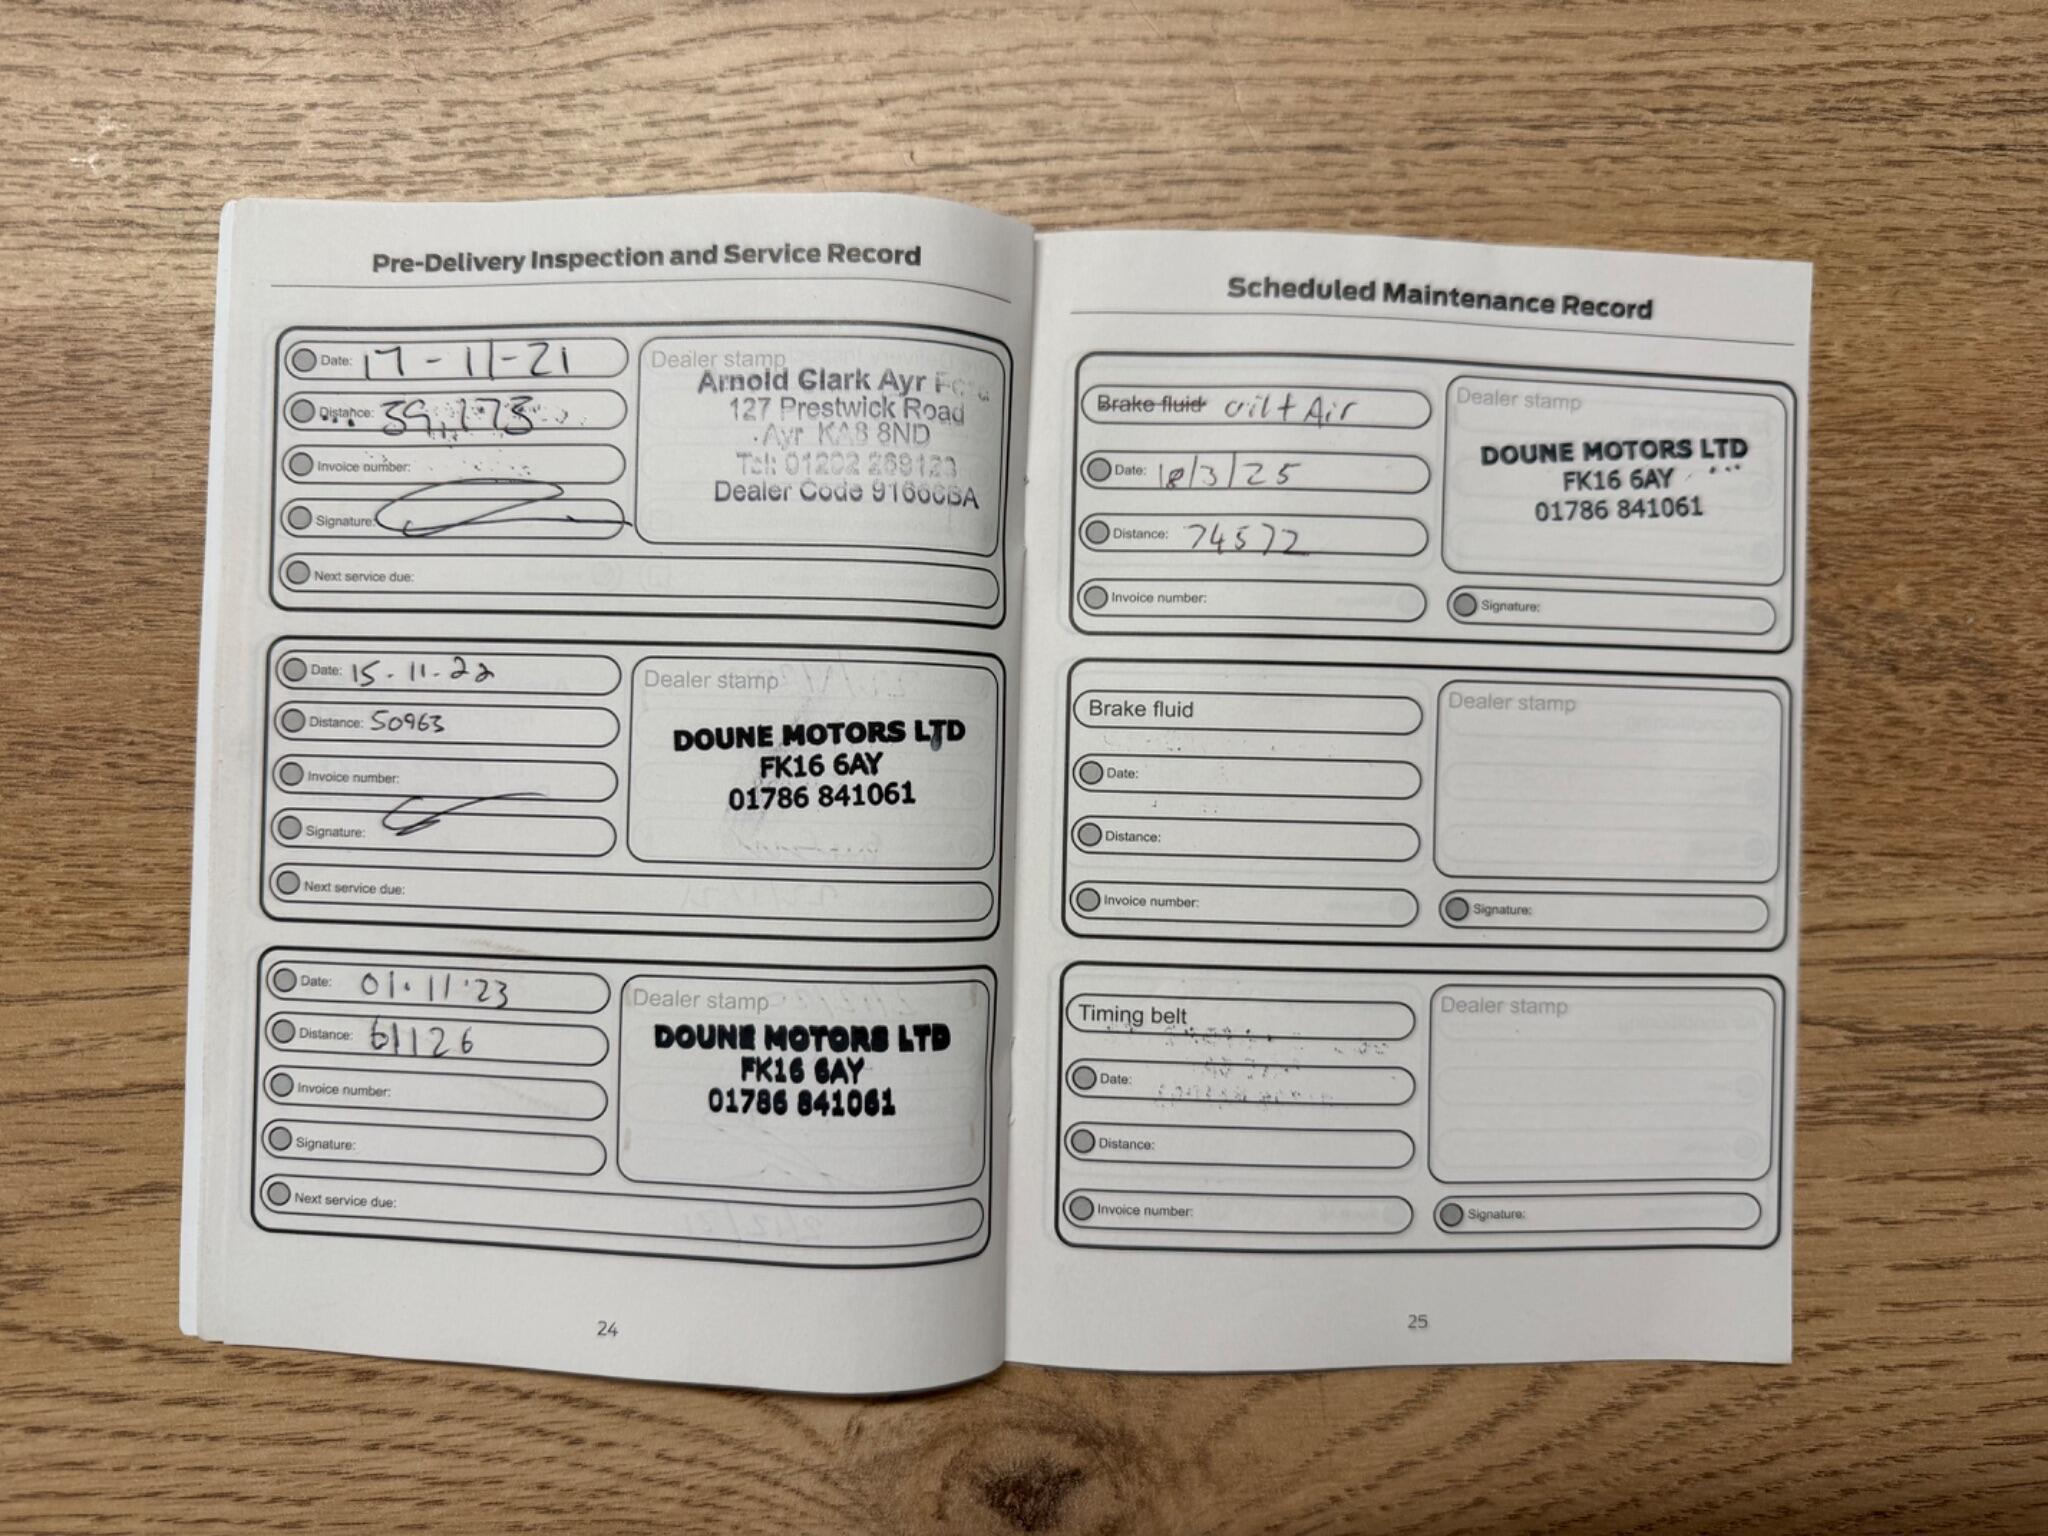 Pre-Delivery Inspection and Service Record
Date: 17-11-21
Distance: 39,173
Invoice number:
Signature:
Next service due:
Dealer stamp
Arnold Clark Ayr Ford
127 Prestwick Road
Ayr KA8 8ND
Tel: 01292 269123
Dealer Code 91666BA
Date: 15-11-22
Distance: 50963
Invoice number:
Signature:
Next service due:
Dealer stamp
DOUNE MOTORS LTD
FK16 6AY
01786 841061
Date: 01.11.23
Distance: 61126
Invoice number:
Signature:
Next service due:
Dealer stamp
DOUNE MOTORS LTD
FK16 6AY
01786 841061
24
Scheduled Maintenance Record
Brake fluid oil + Air
Date: 18/3/25
Distance: 74572
Invoice number:
Dealer stamp
DOUNE MOTORS LTD
FK16 6AY
01786 841061
Signature:
Brake fluid
Date:
Distance:
Invoice number:
Dealer stamp
Signature:
Timing belt
Date:
Distance:
Invoice number:
Dealer stamp
Signature:
25